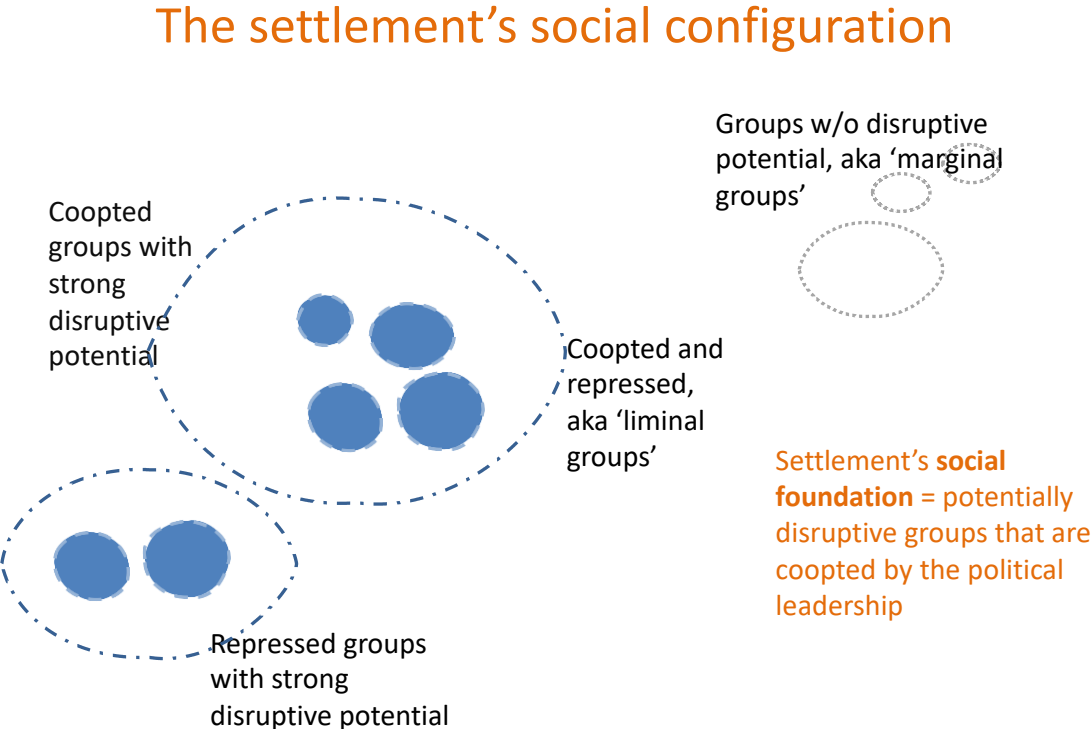 The settlement’s social configuration
Groups w/o disruptive
potential, aka ‘marginal
groups’
Coopted
groups with
strong
disruptive
potential
Coopted and
repressed,
aka ‘liminal
groups’
Settlement’s social
foundation = potentially
disruptive groups that are
coopted by the political
leadership
Repressed groups
with strong
disruptive potential